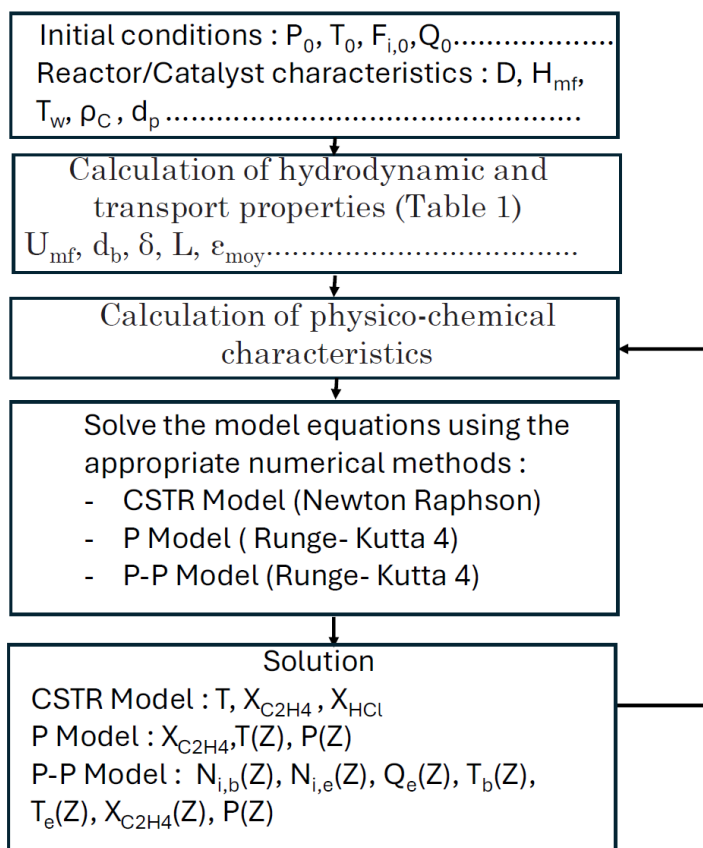 Initial conditions : P₀, T₀, Fᵢ,₀,Q₀.....................
Reactor/Catalyst characteristics : D, Hmf,
Tw, ρC , dp ..................................................
Calculation of hydrodynamic and
transport properties (Table 1)
Umf, db, δ, L, εmoy......................................
Calculation of physico-chemical
characteristics
Solve the model equations using the
appropriate numerical methods :
- CSTR Model (Newton Raphson)
- P Model ( Runge- Kutta 4)
- P-P Model (Runge- Kutta 4)
Solution
CSTR Model : T, XC2H4 , XHCl
P Model : XC2H4,T(Z), P(Z)
P-P Model : Ni,b(Z), Ni,e(Z), Qe(Z), Tb(Z),
Te(Z), XC2H4(Z), P(Z)